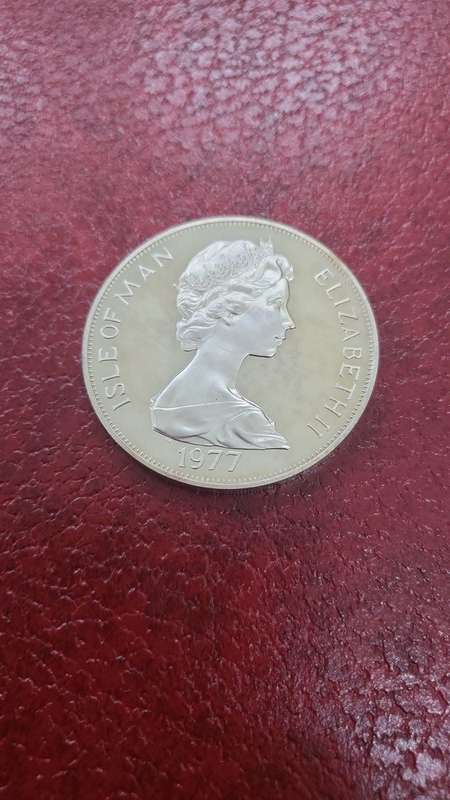 ISLE OF MAN
ELIZABETH II
1977